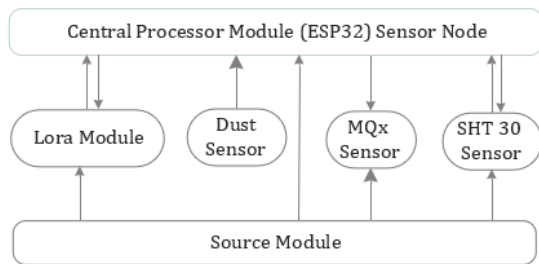 Central Processor Module (ESP32) Sensor Node
Lora Module
Dust
Sensor
MQx
Sensor
SHT 30
Sensor
Source Module